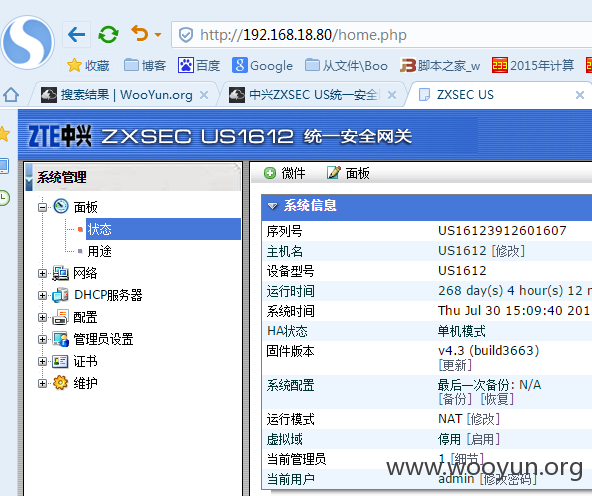 http://192.168.18.80/home.php
收藏 博客 百度 Google 从文件\Boo 脚本之家_w 2015年计算
搜索结果 | WooYun.org 中兴ZXSEC US统一安全 ZXSEC US
ZTE中兴 ZXSEC US1612 统一安全网关
系统管理
面板
状态
用途
网络
DHCP服务器
配置
管理员设置
证书
维护
微件 面板
系统信息
序列号 US16123912601607
主机名 US1612 [修改]
设备型号 US1612
运行时间 268 day(s) 4 hour(s) 12 m
系统时间 Thu Jul 30 15:09:40 201
HA状态 单机模式
固件版本 v4.3 (build3663)
[更新]
系统配置 最后一次备份: N/A
[备份] [恢复]
运行模式 NAT [修改]
虚拟域 停用 [启用]
当前管理员 1 [细节]
当前用户 admin [修改密码]
www.wooyun.org